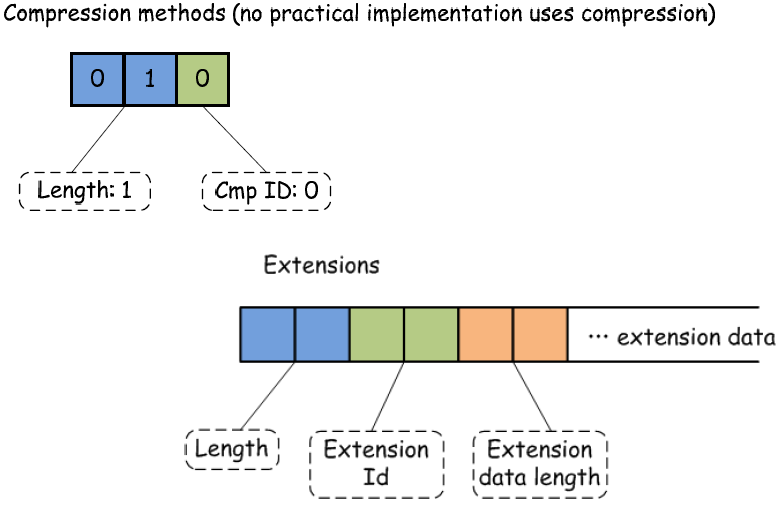 Compression methods (no practical implementation uses compression)
0 1 0
Length: 1 Cmp ID: 0
Extensions
... extension data
Length
Extension
Id
Extension
data length